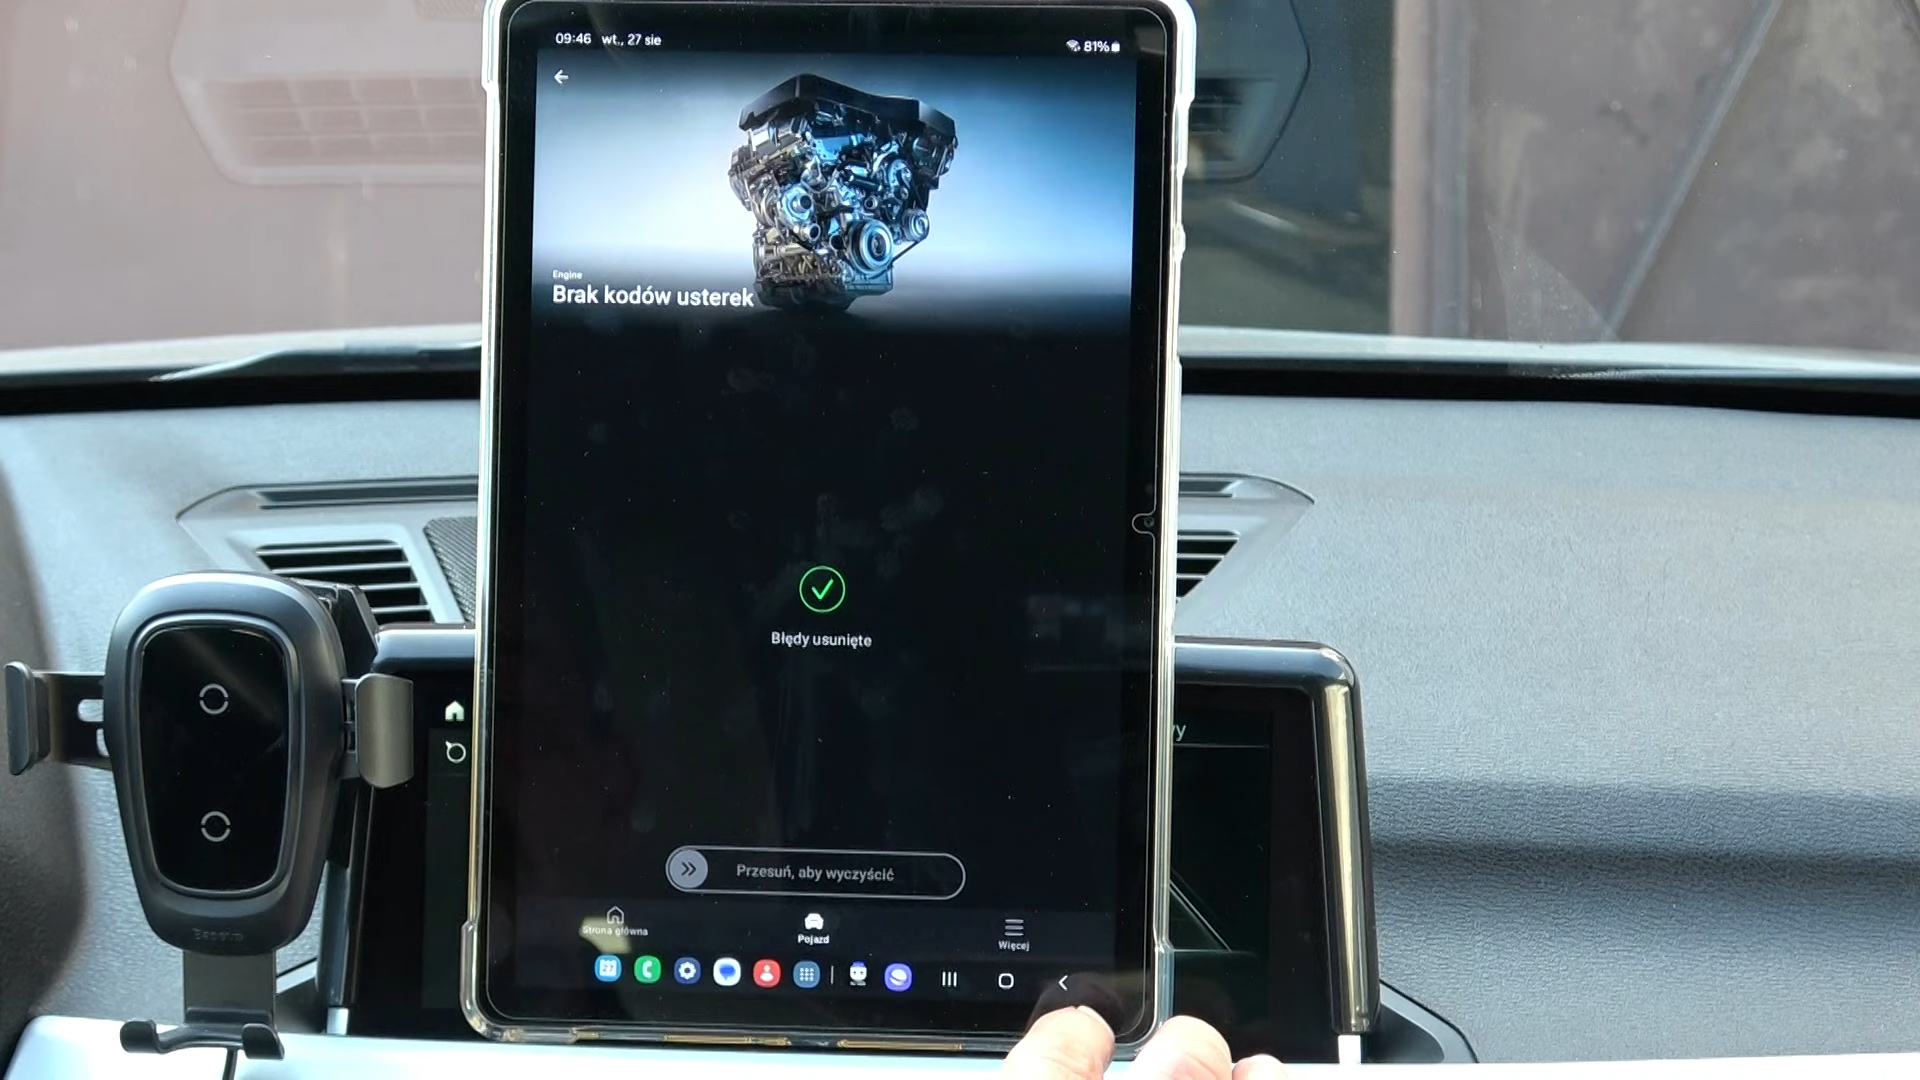 09:46 wt., 27 sie
81%
Engine
Brak kodów usterek
Błędy usunięte
Przesuń, aby wyczyścić
Strona główna
Pojazd
Więcej
27